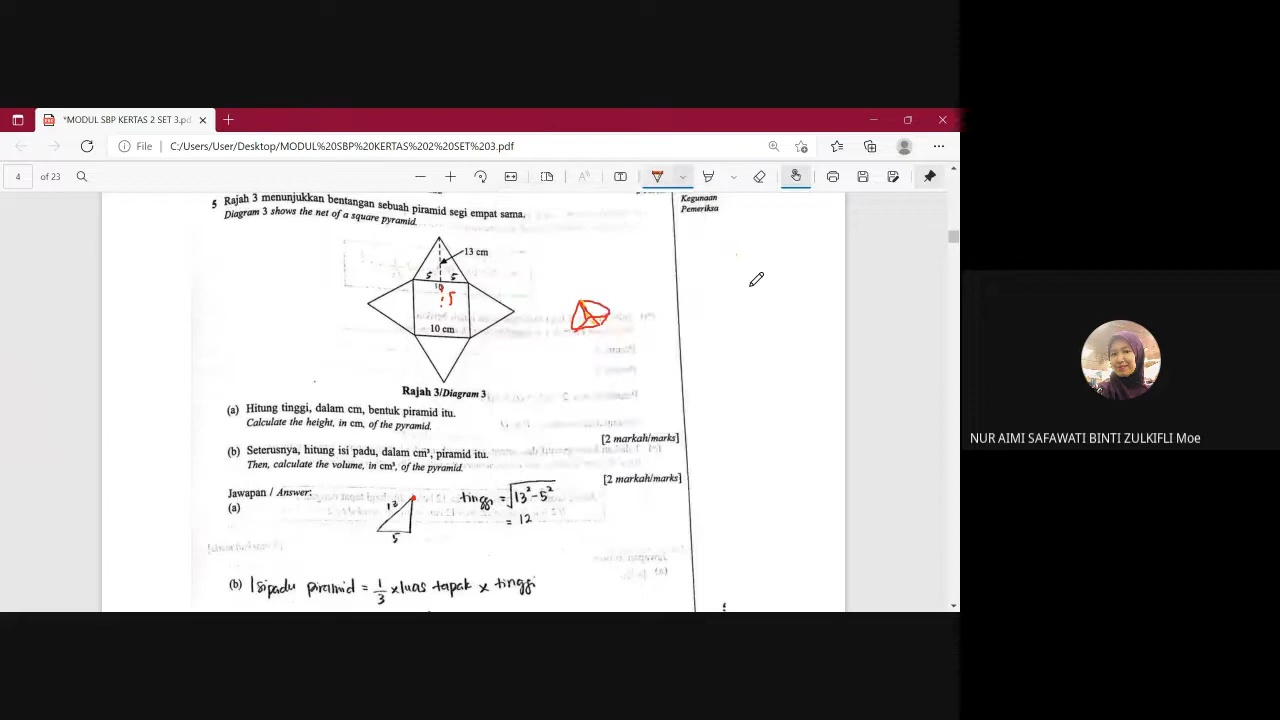 *MODUL SBP KERTAS 2 SET 3.pd
File
C:/Users/User/Desktop/MODUL%20SBP%20KERTAS%202%20SET%203.pdf
4 of 23
Kegunaan
Pemeriksa
5 Rajah 3 menunjukkan bentangan sebuah piramid segi empat sama.
Diagram 3 shows the net of a square pyramid.
13 cm
5 5
10
5
10 cm
Rajah 3/Diagram 3
(a) Hitung tinggi, dalam cm, bentuk piramid itu.
Calculate the height, in cm, of the pyramid.
[2 markah/marks]
(b) Seterusnya, hitung isi padu, dalam cm³, piramid itu.
Then, calculate the volume, in cm³, of the pyramid.
[2 markah/marks]
Jawapan / Answer:
(a)
13
5
tinggi = √13² - 5²
= 12
(b) Isipadu piramid = 1/3 x luas tapak x tinggi
NUR AIMI SAFAWATI BINTI ZULKIFLI Moe